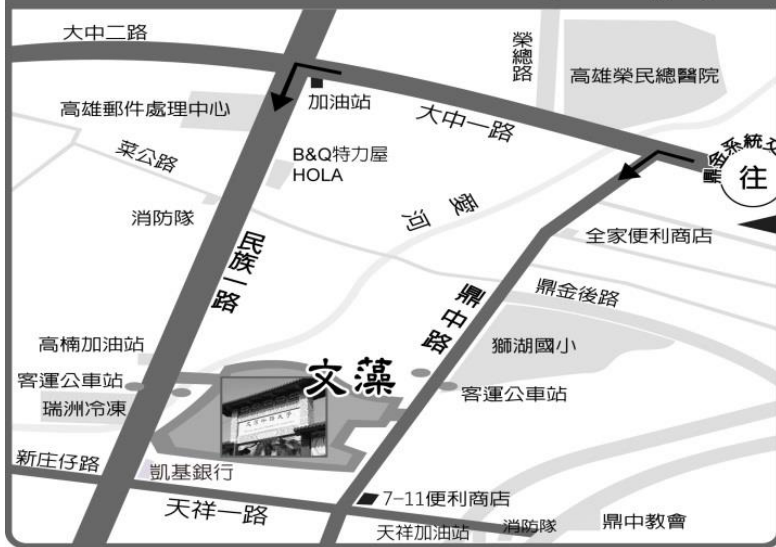 大中二路
榮總路
高雄榮民總醫院
高雄郵件處理中心
加油站
大中一路
鼎金系統
往
菜公路
B&Q特力屋
HOLA
愛河
消防隊
全家便利商店
民族一路
鼎中路
鼎金後路
高楠加油站
獅湖國小
文藻
客運公車站
客運公車站
瑞洲冷凍
新庄仔路
凱基銀行
天祥一路
7-11便利商店
天祥加油站
消防隊
鼎中教會